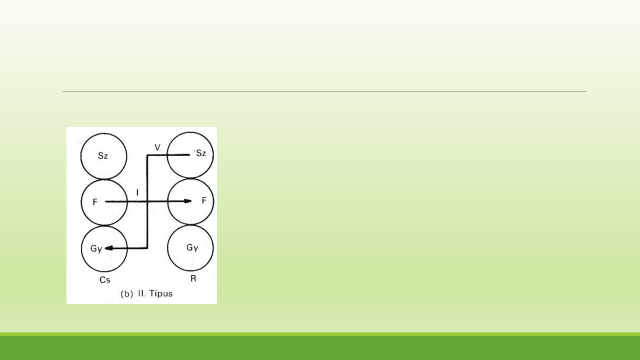 V
Sz Sz
I
F F
Gy Gy
Cs R
(b) II. Típus